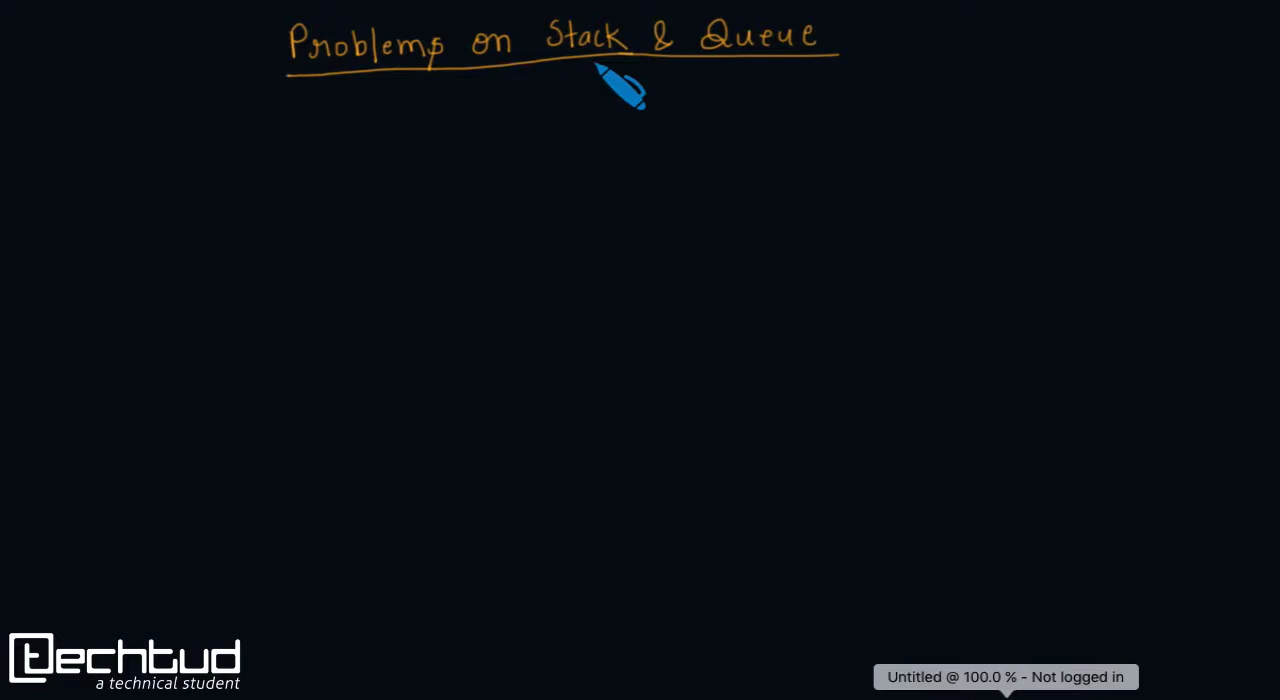 Problems on Stack & Queue
techtud
a technical student
Untitled @ 100.0 % - Not logged in